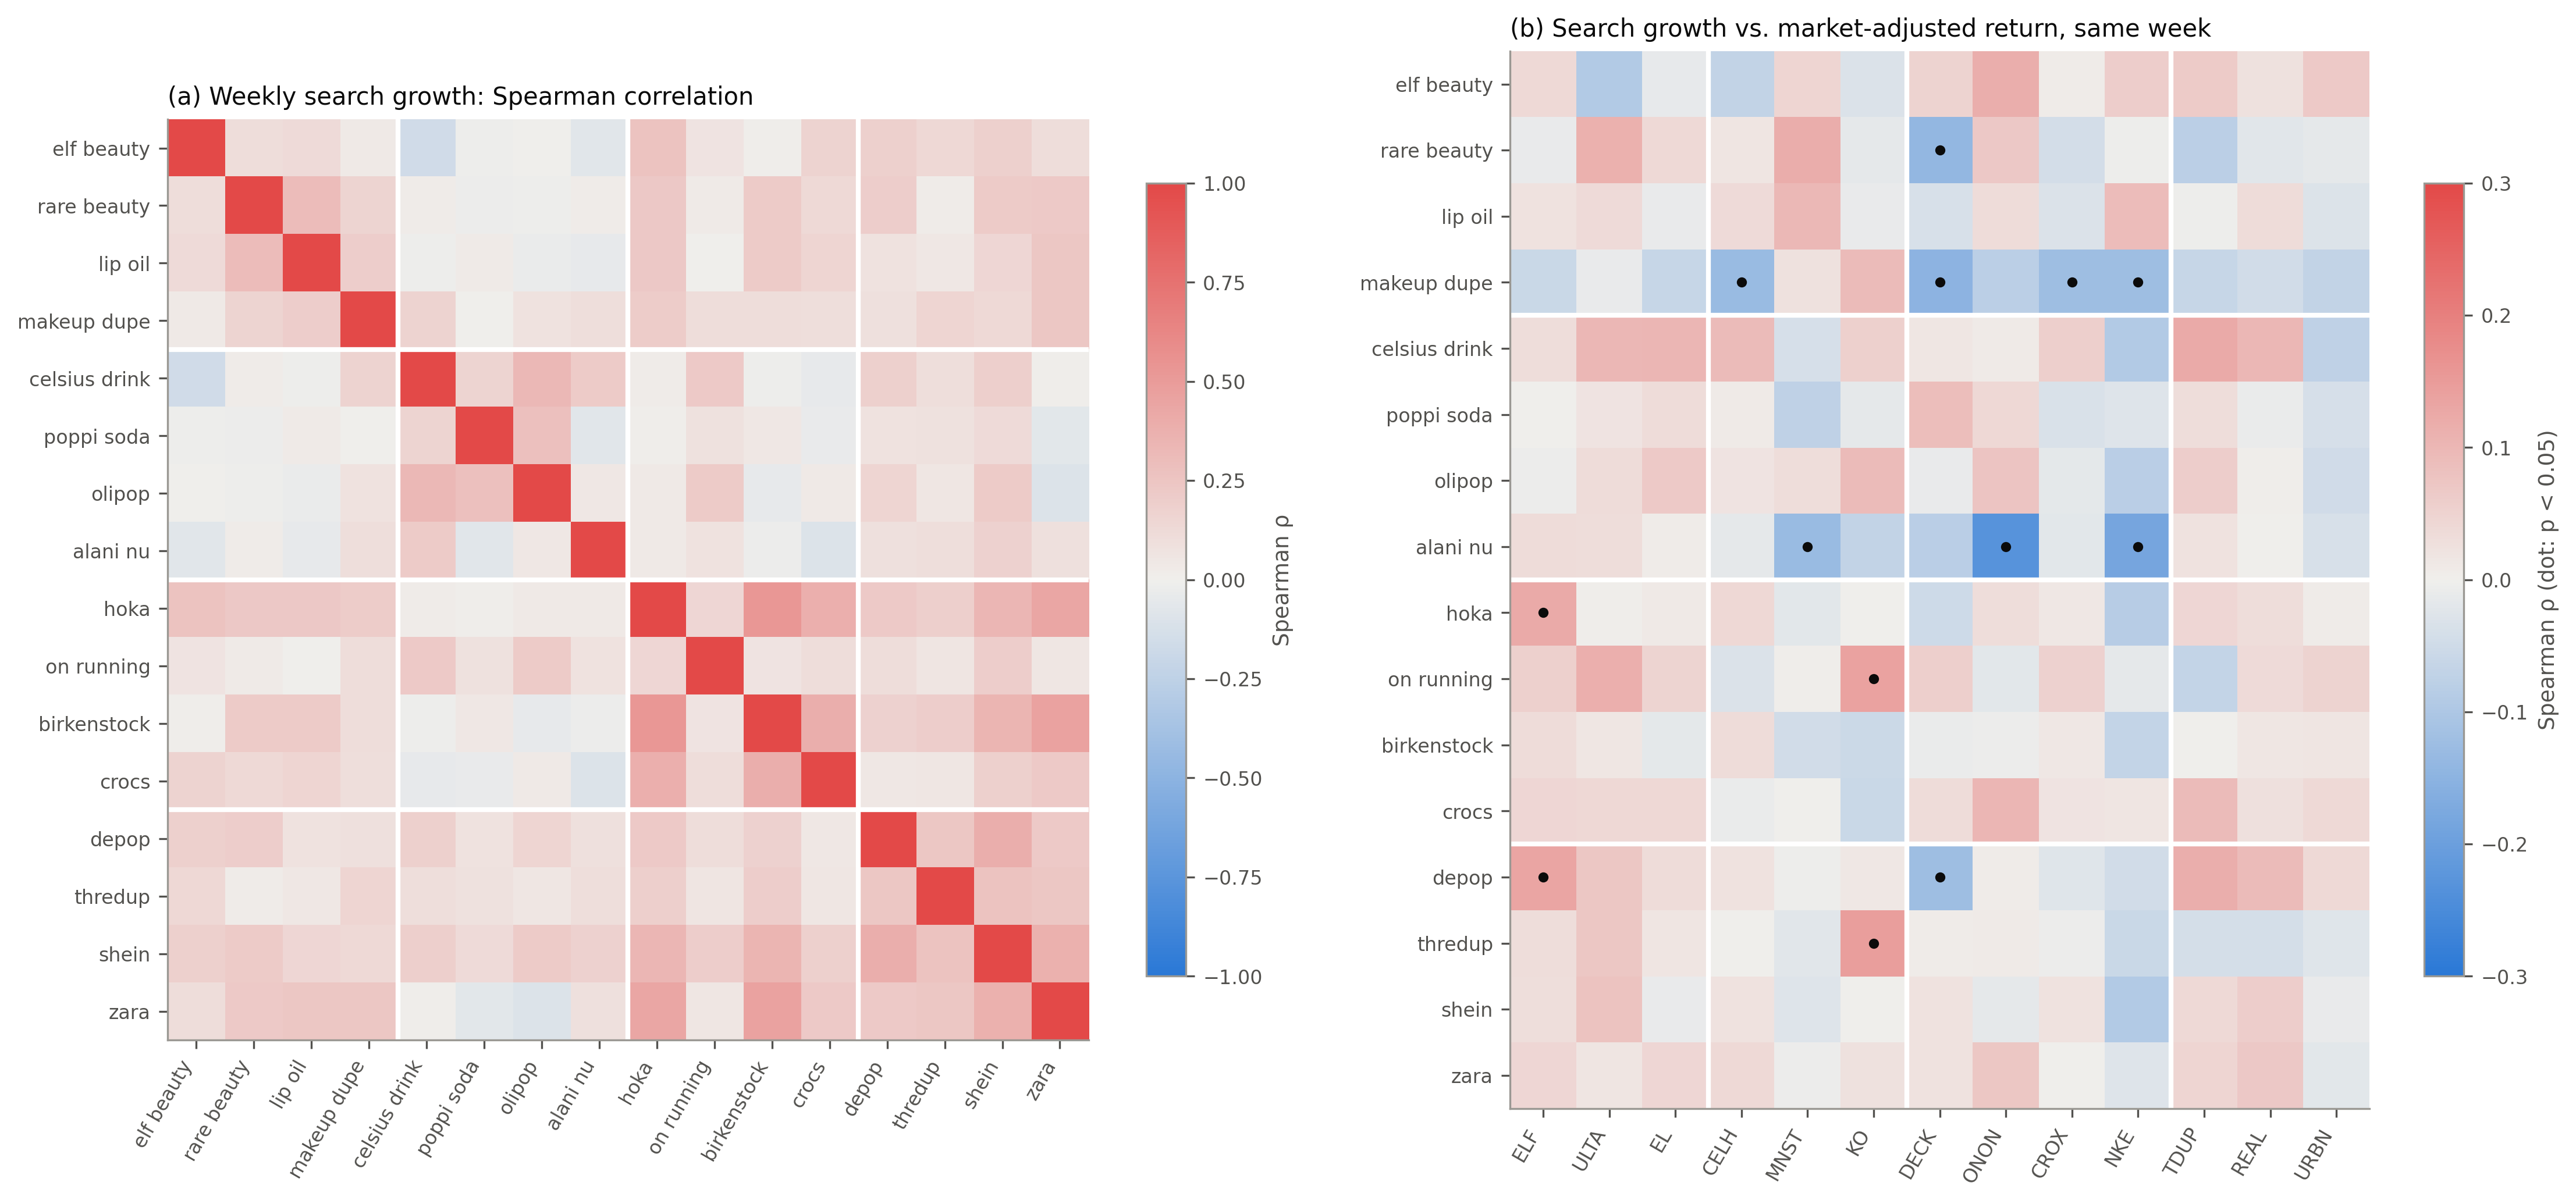 (a) Weekly search growth: Spearman correlation
elf beauty
rare beauty
lip oil
makeup dupe
celsius drink
poppi soda
olipop
alani nu
hoka
on running
birkenstock
crocs
depop
thredup
shein
zara
elf beauty
rare beauty
lip oil
makeup dupe
celsius drink
poppi soda
olipop
alani nu
hoka
on running
birkenstock
crocs
depop
thredup
shein
zara
1.00
0.75
0.50
0.25
0.00
−0.25
−0.50
−0.75
−1.00
Spearman ρ
(b) Search growth vs. market-adjusted return, same week
elf beauty
rare beauty
lip oil
makeup dupe
celsius drink
poppi soda
olipop
alani nu
hoka
on running
birkenstock
crocs
depop
thredup
shein
zara
ELF
ULTA
EL
CELH
MNST
KO
DECK
ONON
CROX
NKE
TDUP
REAL
URBN
0.3
0.2
0.1
0.0
−0.1
−0.2
−0.3
Spearman ρ (dot: p < 0.05)